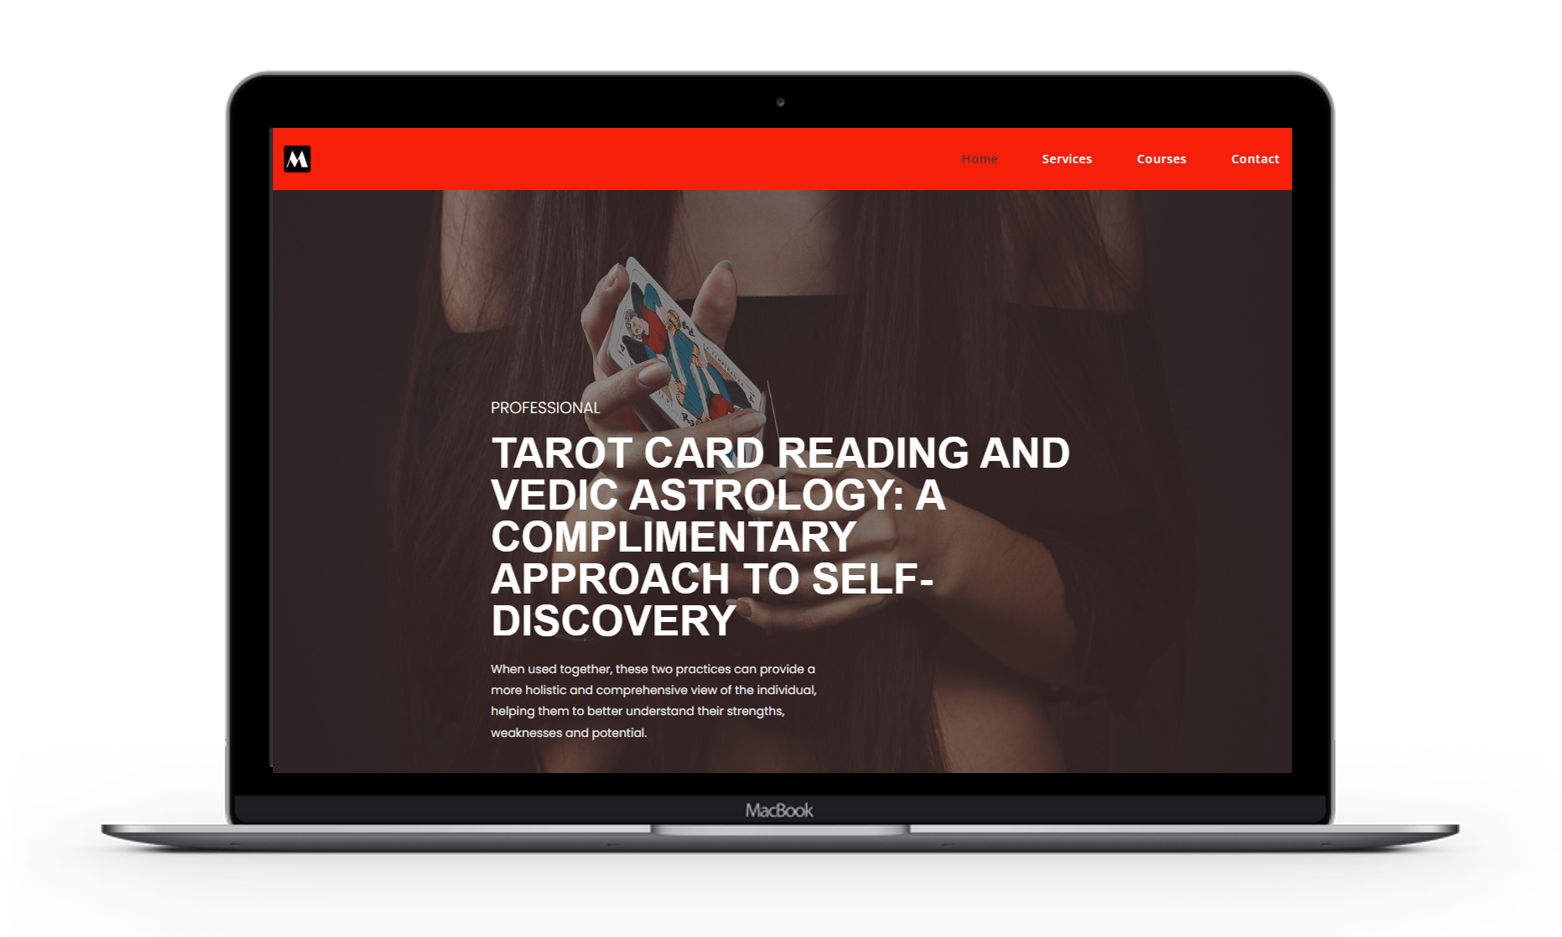 M
Home Services Courses Contact
PROFESSIONAL
TAROT CARD READING AND
VEDIC ASTROLOGY: A
COMPLIMENTARY
APPROACH TO SELF-
DISCOVERY
When used together, these two practices can provide a
more holistic and comprehensive view of the individual,
helping them to better understand their strengths,
weaknesses and potential.
MacBook